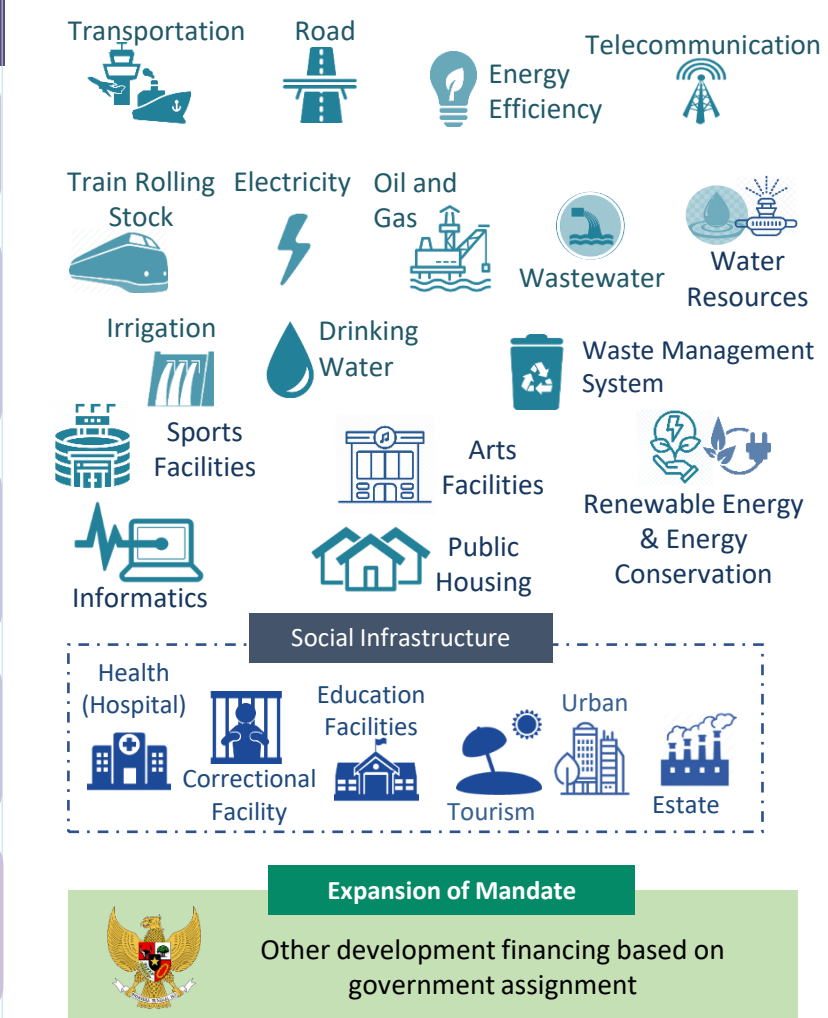 Transportation
Road
Energy
Efficiency
Telecommunication
Train Rolling
Stock
Electricity
Oil and
Gas
Wastewater
Water
Resources
Irrigation
Drinking
Water
Waste Management
System
Sports
Facilities
Arts
Facilities
Renewable Energy
& Energy
Conservation
Informatics
Public
Housing
Social Infrastructure
Health
(Hospital)
Correctional
Facility
Education
Facilities
Tourism
Urban
Estate
Expansion of Mandate
Other development financing based on
government assignment